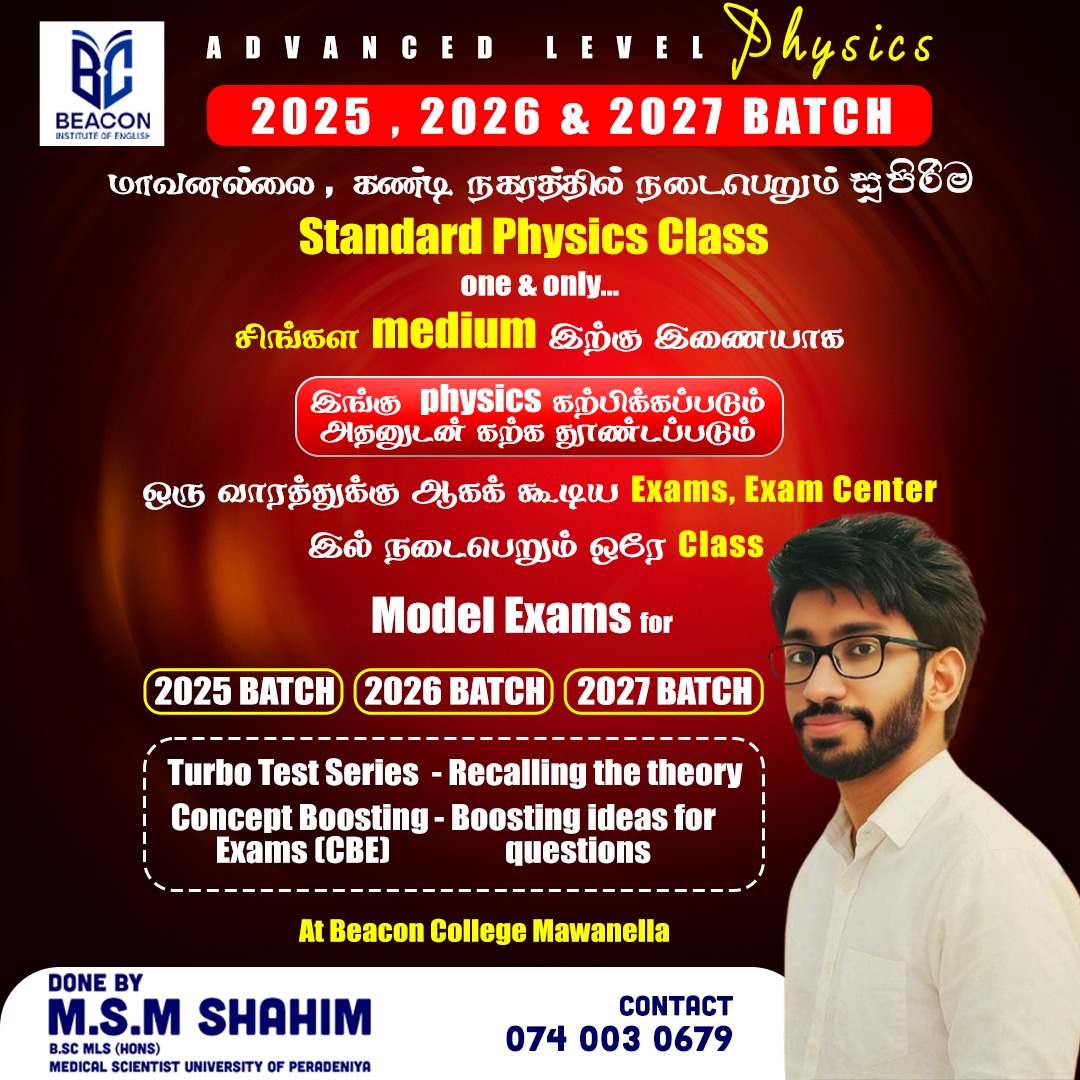 BC
BEACON
INSTITUTE OF ENGLISH
ADVANCED LEVEL Physics
2025 , 2026 & 2027 BATCH
மாவனல்லை , கண்டி நகரத்தில் நடைபெறும் සුපිරිම
Standard Physics Class
one & only...
சிங்கள medium இற்கு இணையாக
இங்கு physics கற்பிக்கப்படும்
அதனுடன் கற்க தூண்டப்படும்
ஒரு வாரத்துக்கு ஆகக் கூடிய Exams, Exam Center
இல் நடைபெறும் ஒரே Class
Model Exams for
2025 BATCH 2026 BATCH 2027 BATCH
Turbo Test Series - Recalling the theory
Concept Boosting - Boosting ideas for
Exams (CBE) questions
At Beacon College Mawanella
DONE BY
M.S.M SHAHIM
B.SC MLS (HONS)
MEDICAL SCIENTIST UNIVERSITY OF PERADENIYA
CONTACT
074 003 0679